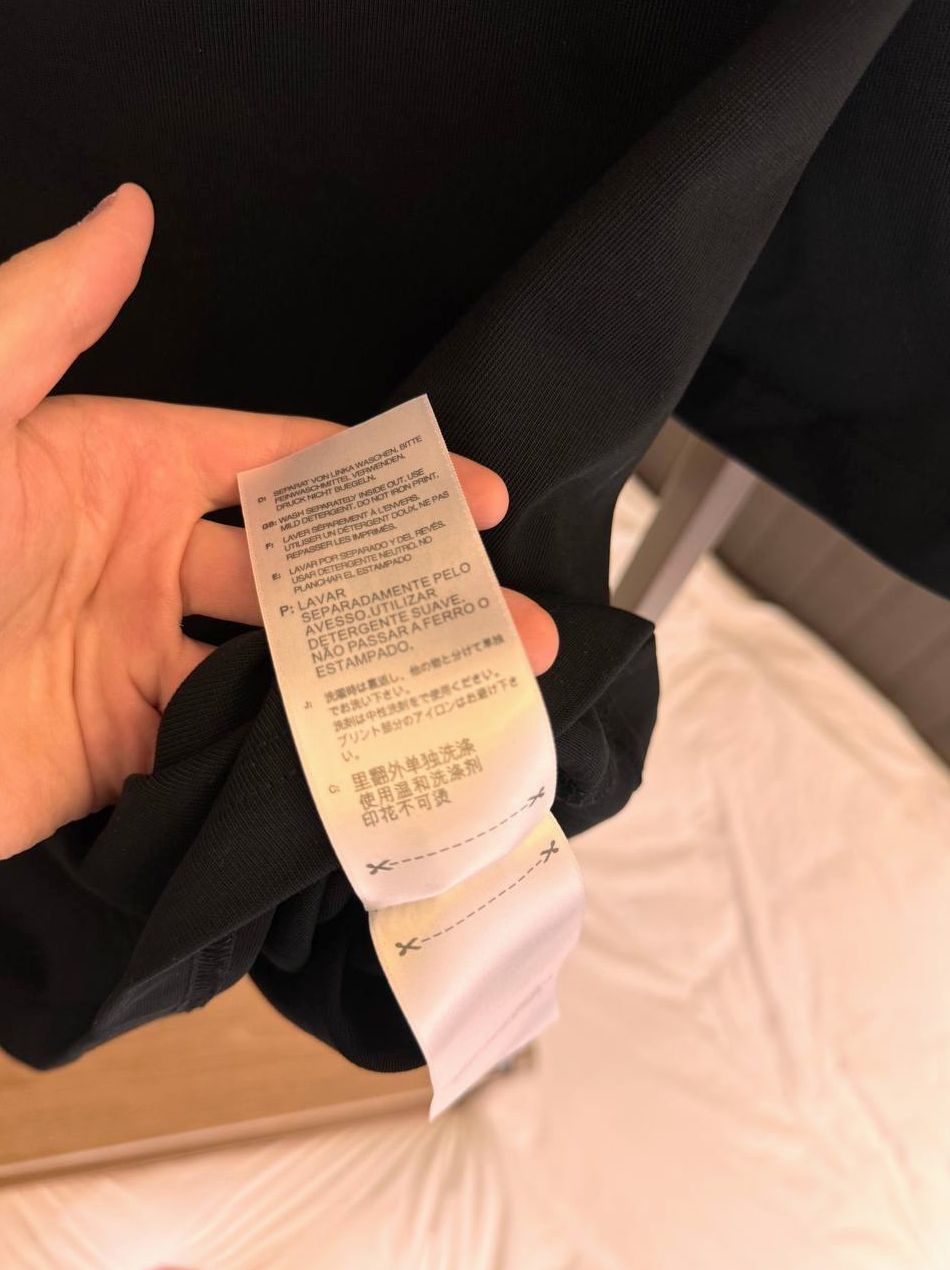 D: SEPARAT VON LINKA WASCHEN. BITTE
FEINWASCHMITTEL VERWENDEN.
DRUCK NICHT BUEGELN.
GB: WASH SEPARATELY INSIDE OUT. USE
MILD DETERGENT. DO NOT IRON PRINT.
F: LAVER SÉPARÉMENT À L'ENVERS.
UTILISER UN DÉTERGENT DOUX. NE PAS
REPASSER LES IMPRIMÉS.
E: LAVAR POR SEPARADO Y DEL REVÉS.
USAR DETERGENTE NEUTRO. NO
PLANCHAR EL ESTAMPADO
P: LAVAR
SEPARADAMENTE PELO
AVESSO.UTILIZAR
DETERGENTE SUAVE.
NÃO PASSAR A FERRO O
ESTAMPADO.
J: 洗濯時は裏返し、他の物と分けて単独
でお洗い下さい。
洗剤は中性洗剤をで使用ください。
プリント部分のアイロンはお避け下さ
い。
C: 里翻外单独洗涤
使用温和洗涤剂
印花不可烫